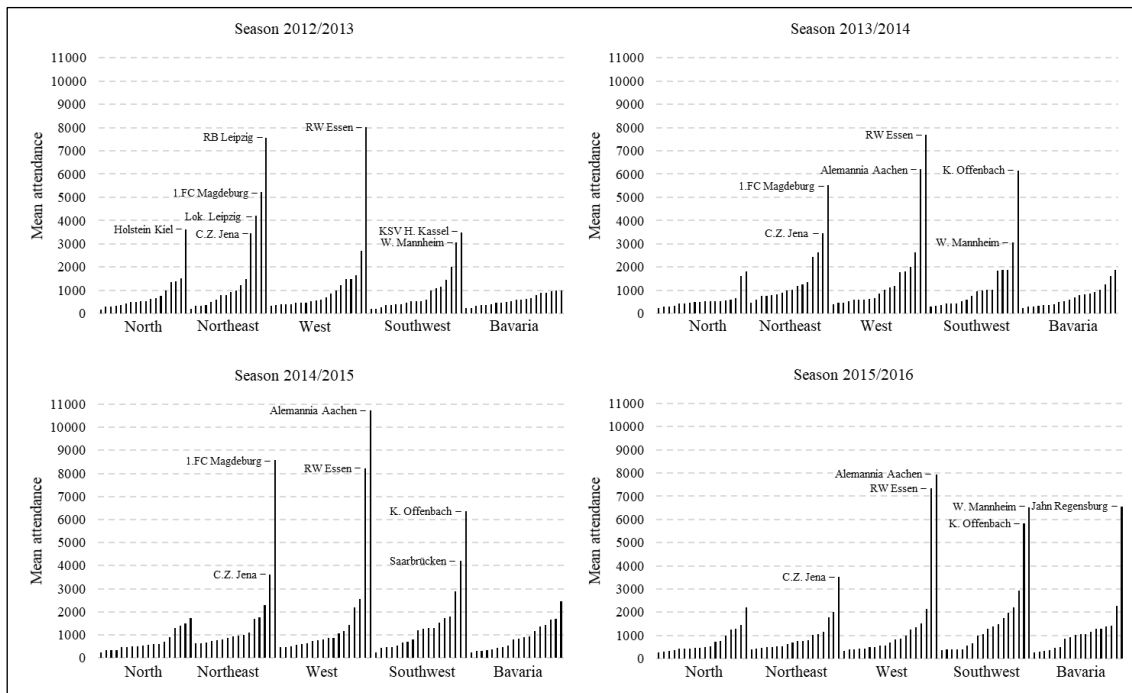 Season 2012/2013
Mean attendance
11000
10000
9000
8000
7000
6000
5000
4000
3000
2000
1000
0
RB Leipzig
RW Essen
1.FC Magdeburg
Lok. Leipzig
Holstein Kiel
C.Z. Jena
KSV H. Kassel
W. Mannheim
North Northeast West Southwest Bavaria
Season 2013/2014
Mean attendance
11000
10000
9000
8000
7000
6000
5000
4000
3000
2000
1000
0
RW Essen
Alemannia Aachen
K. Offenbach
1.FC Magdeburg
C.Z. Jena
W. Mannheim
North Northeast West Southwest Bavaria
Season 2014/2015
Mean attendance
11000
10000
9000
8000
7000
6000
5000
4000
3000
2000
1000
0
Alemannia Aachen
1.FC Magdeburg
RW Essen
K. Offenbach
Saarbrücken
C.Z. Jena
North Northeast West Southwest Bavaria
Season 2015/2016
Mean attendance
11000
10000
9000
8000
7000
6000
5000
4000
3000
2000
1000
0
Alemannia Aachen
RW Essen
W. Mannheim
Jahn Regensburg
K. Offenbach
C.Z. Jena
North Northeast West Southwest Bavaria